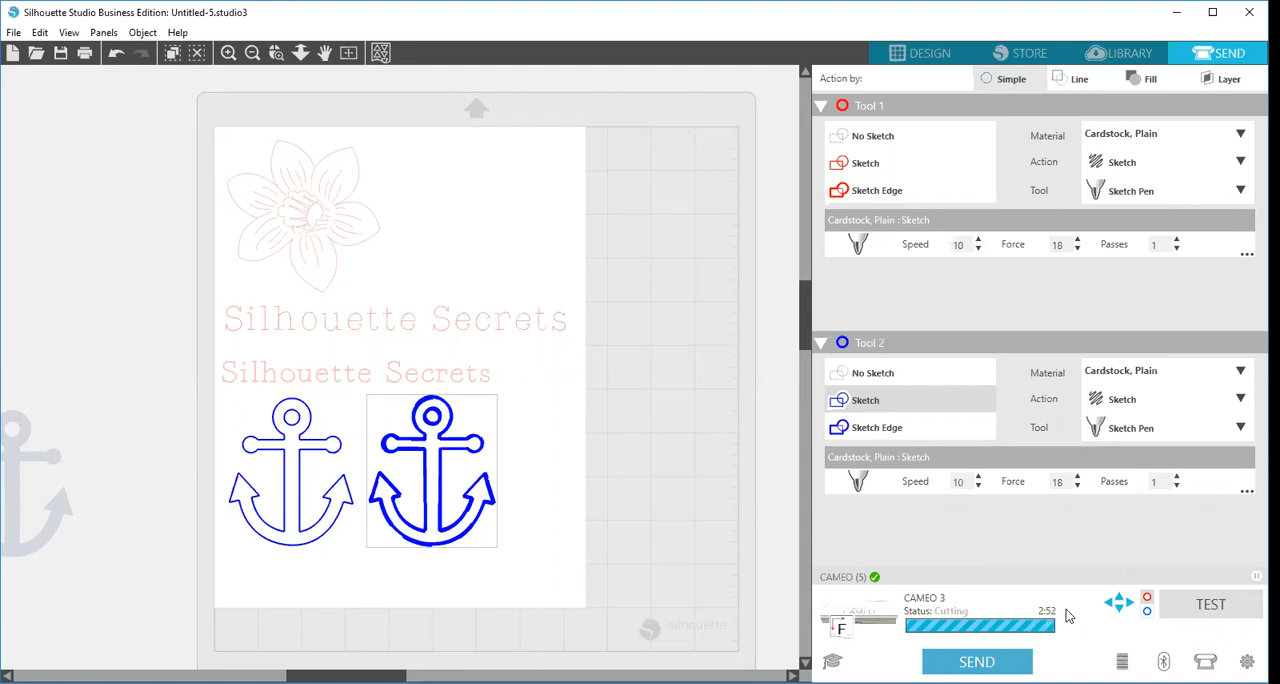 Silhouette Studio Business Edition: Untitled-5.studio3
File Edit View Panels Object Help
DESIGN STORE LIBRARY SEND
Action by: Simple Line Fill Layer
Tool 1
No Sketch Material Cardstock, Plain
Sketch Action Sketch
Sketch Edge Tool Sketch Pen
Cardstock, Plain : Sketch
Speed 10 Force 18 Passes 1
Silhouette Secrets
Silhouette Secrets
Tool 2
No Sketch Material Cardstock, Plain
Sketch Action Sketch
Sketch Edge Tool Sketch Pen
Cardstock, Plain : Sketch
Speed 10 Force 18 Passes 1
CAMEO (5)
CAMEO 3
Status: Cutting 2:52
F
TEST
silhouette
SEND